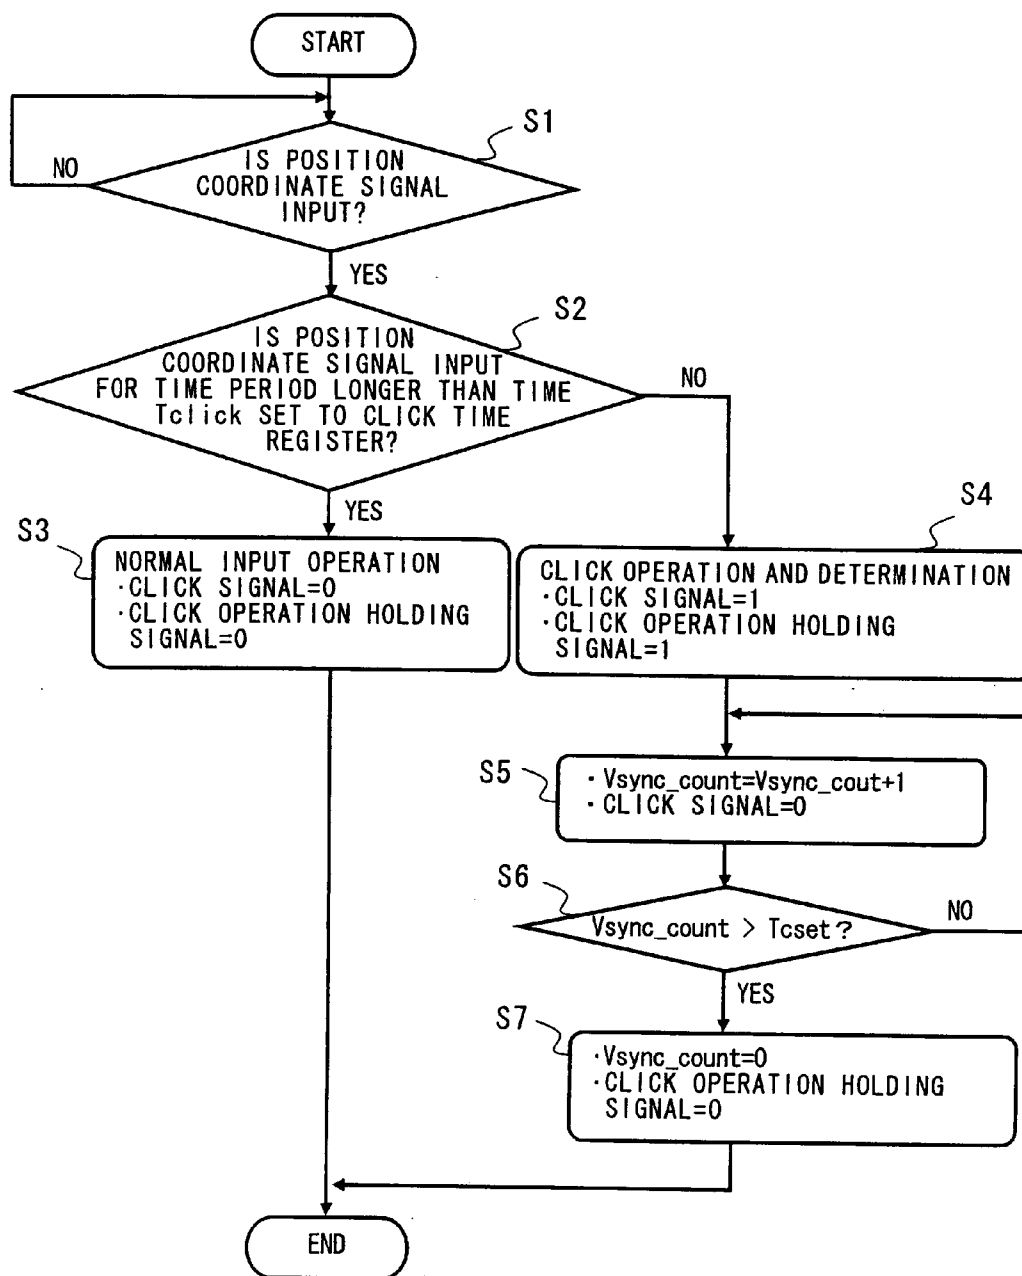 START
S1
IS POSITION
COORDINATE SIGNAL
INPUT?
NO
YES
S2
IS POSITION
COORDINATE SIGNAL INPUT
FOR TIME PERIOD LONGER THAN TIME
Tclick SET TO CLICK TIME
REGISTER?
NO
YES
S3
NORMAL INPUT OPERATION
·CLICK SIGNAL=0
·CLICK OPERATION HOLDING
SIGNAL=0
S4
CLICK OPERATION AND DETERMINATION
·CLICK SIGNAL=1
·CLICK OPERATION HOLDING
SIGNAL=1
S5
·Vsync_count=Vsync_cout+1
·CLICK SIGNAL=0
S6
Vsync_count > Tcset?
NO
YES
S7
·Vsync_count=0
·CLICK OPERATION HOLDING
SIGNAL=0
END